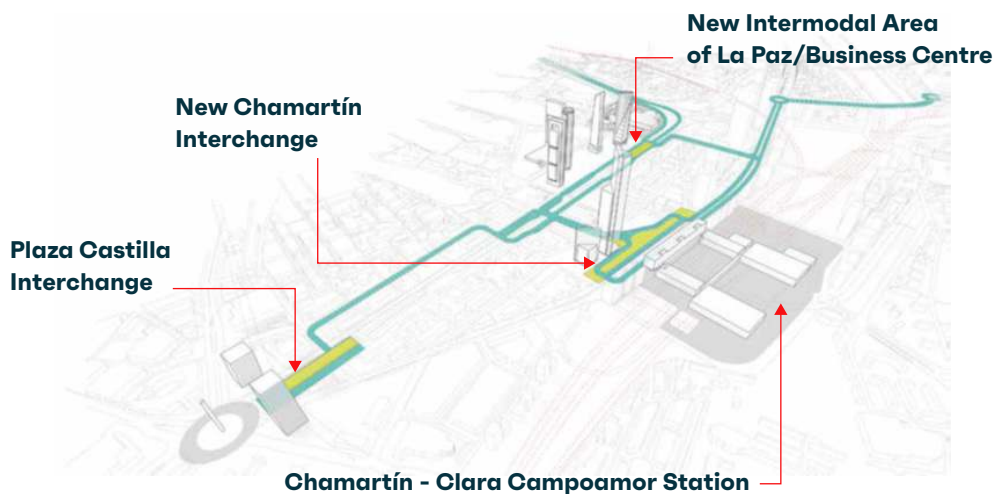 New Intermodal Area
of La Paz/Business Centre
New Chamartín
Interchange
Plaza Castilla
Interchange
Chamartín - Clara Campoamor Station